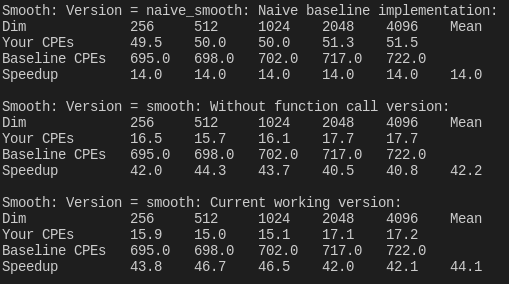 Smooth: Version = naive_smooth: Naive baseline implementation:
Dim 256 512 1024 2048 4096 Mean
Your CPEs 49.5 50.0 50.0 51.3 51.5
Baseline CPEs 695.0 698.0 702.0 717.0 722.0
Speedup 14.0 14.0 14.0 14.0 14.0 14.0
Smooth: Version = smooth: Without function call version:
Dim 256 512 1024 2048 4096 Mean
Your CPEs 16.5 15.7 16.1 17.7 17.7
Baseline CPEs 695.0 698.0 702.0 717.0 722.0
Speedup 42.0 44.3 43.7 40.5 40.8 42.2
Smooth: Version = smooth: Current working version:
Dim 256 512 1024 2048 4096 Mean
Your CPEs 15.9 15.0 15.1 17.1 17.2
Baseline CPEs 695.0 698.0 702.0 717.0 722.0
Speedup 43.8 46.7 46.5 42.0 42.1 44.1